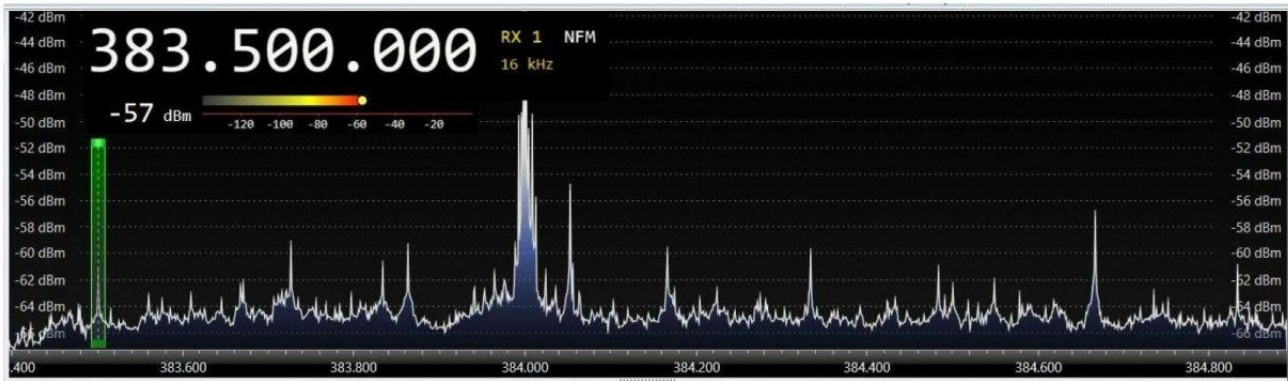 -42 dBm -42 dBm
-44 dBm 383.500.000 RX 1 NFM -44 dBm
-46 dBm 16 kHz -46 dBm
-48 dBm -48 dBm
-57 dBm
-120 -100 -80 -60 -40 -20
-50 dBm -50 dBm
-52 dBm -52 dBm
-54 dBm -54 dBm
-56 dBm -56 dBm
-58 dBm -58 dBm
-60 dBm -60 dBm
-62 dBm -62 dBm
-64 dBm -64 dBm
-66 dBm -66 dBm
.400 383.600 383.800 384.000 384.200 384.400 384.600 384.800